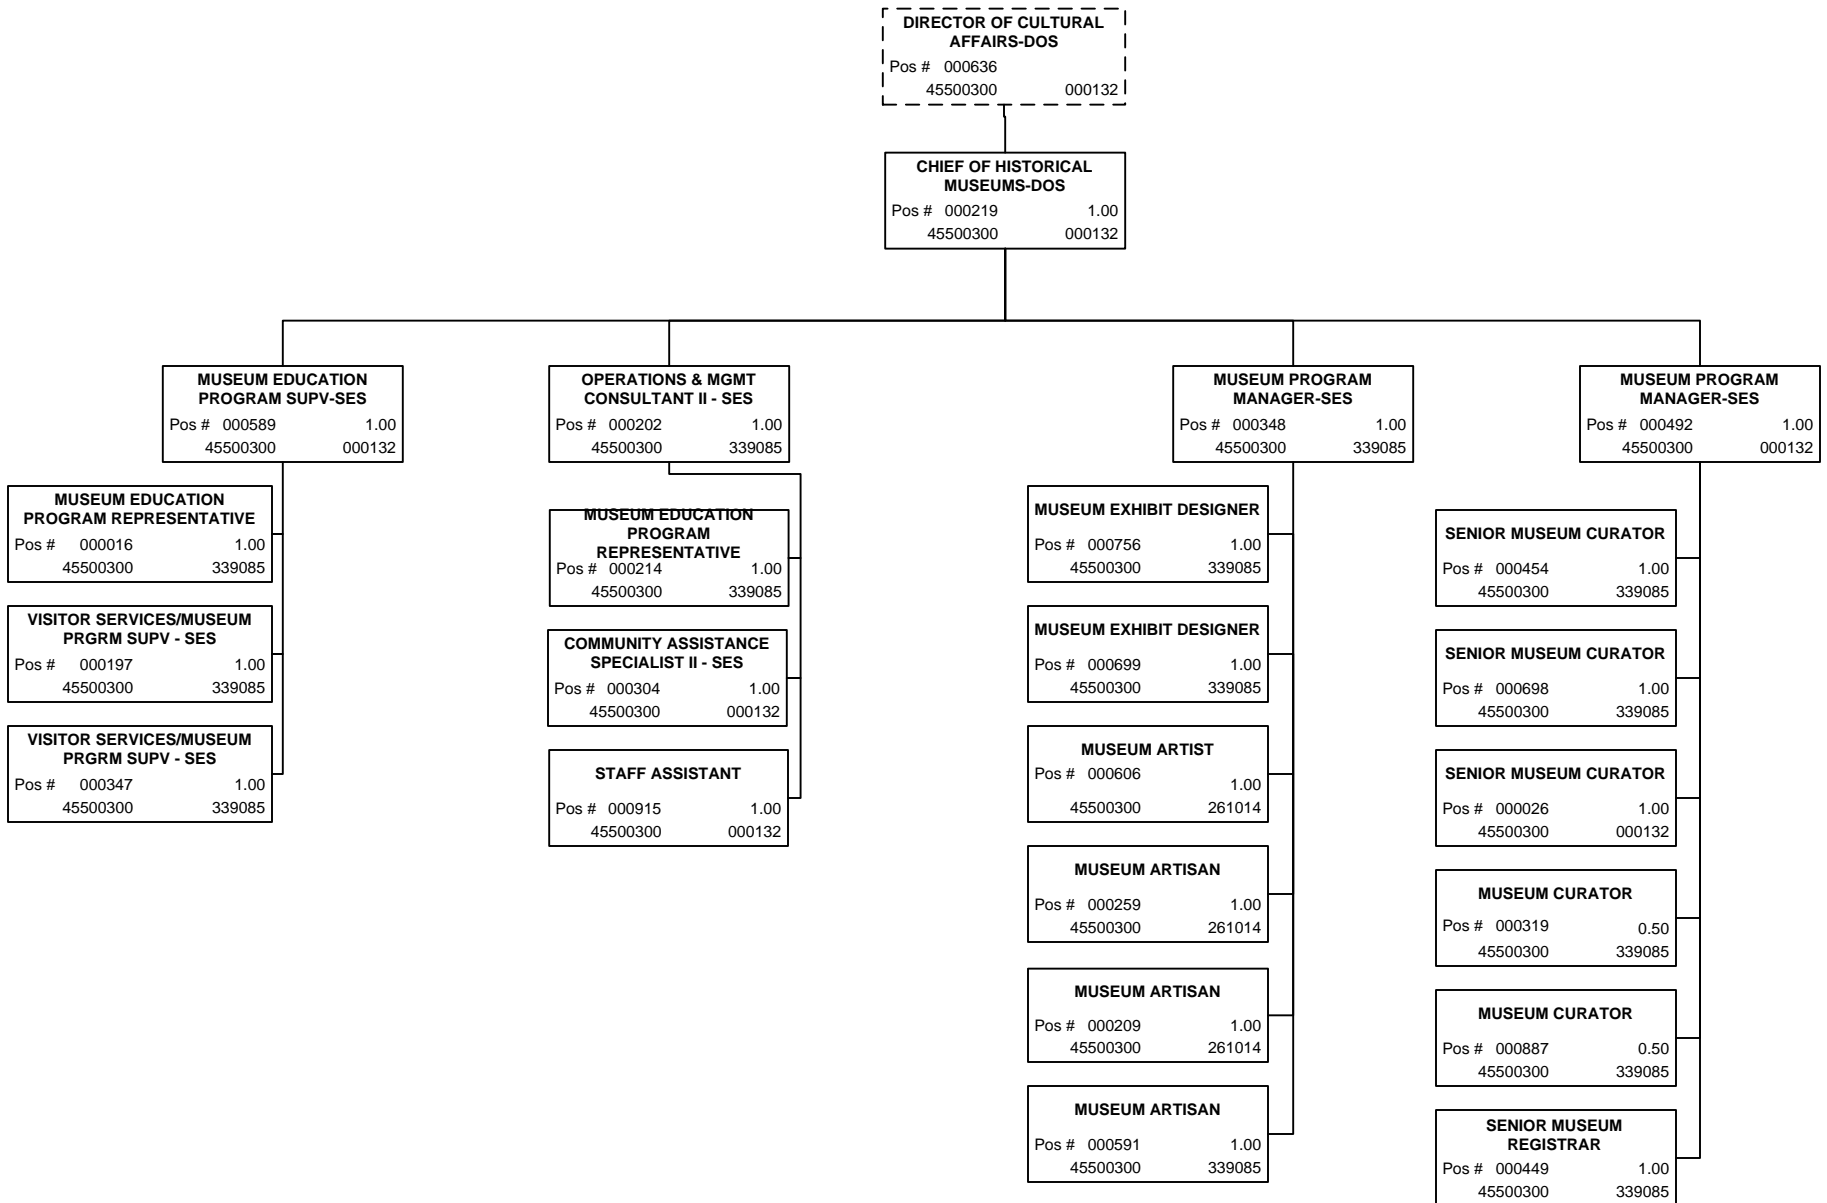 DIRECTOR OF CULTURAL
AFFAIRS-DOS
Pos # 000636
45500300 000132
CHIEF OF HISTORICAL
MUSEUMS-DOS
Pos # 000219 1.00
45500300 000132
MUSEUM EDUCATION
PROGRAM SUPV-SES
Pos # 000589 1.00
45500300 000132
MUSEUM EDUCATION
PROGRAM REPRESENTATIVE
Pos # 000016 1.00
45500300 339085
VISITOR SERVICES/MUSEUM
PRGRM SUPV - SES
Pos # 000197 1.00
45500300 339085
VISITOR SERVICES/MUSEUM
PRGRM SUPV - SES
Pos # 000347 1.00
45500300 339085
OPERATIONS & MGMT
CONSULTANT II - SES
Pos # 000202 1.00
45500300 339085
MUSEUM EDUCATION
PROGRAM
REPRESENTATIVE
Pos # 000214 1.00
45500300 339085
COMMUNITY ASSISTANCE
SPECIALIST II - SES
Pos # 000304 1.00
45500300 000132
STAFF ASSISTANT
Pos # 000915 1.00
45500300 000132
MUSEUM PROGRAM
MANAGER-SES
Pos # 000348 1.00
45500300 339085
MUSEUM EXHIBIT DESIGNER
Pos # 000756 1.00
45500300 339085
MUSEUM EXHIBIT DESIGNER
Pos # 000699 1.00
45500300 339085
MUSEUM ARTIST
Pos # 000606
1.00
45500300 261014
MUSEUM ARTISAN
Pos # 000259 1.00
45500300 261014
MUSEUM ARTISAN
Pos # 000209 1.00
45500300 261014
MUSEUM ARTISAN
Pos # 000591 1.00
45500300 339085
MUSEUM PROGRAM
MANAGER-SES
Pos # 000492 1.00
45500300 000132
SENIOR MUSEUM CURATOR
Pos # 000454 1.00
45500300 339085
SENIOR MUSEUM CURATOR
Pos # 000698 1.00
45500300 339085
SENIOR MUSEUM CURATOR
Pos # 000026 1.00
45500300 000132
MUSEUM CURATOR
Pos # 000319 0.50
45500300 339085
MUSEUM CURATOR
Pos # 000887 0.50
45500300 339085
SENIOR MUSEUM
REGISTRAR
Pos # 000449 1.00
45500300 339085